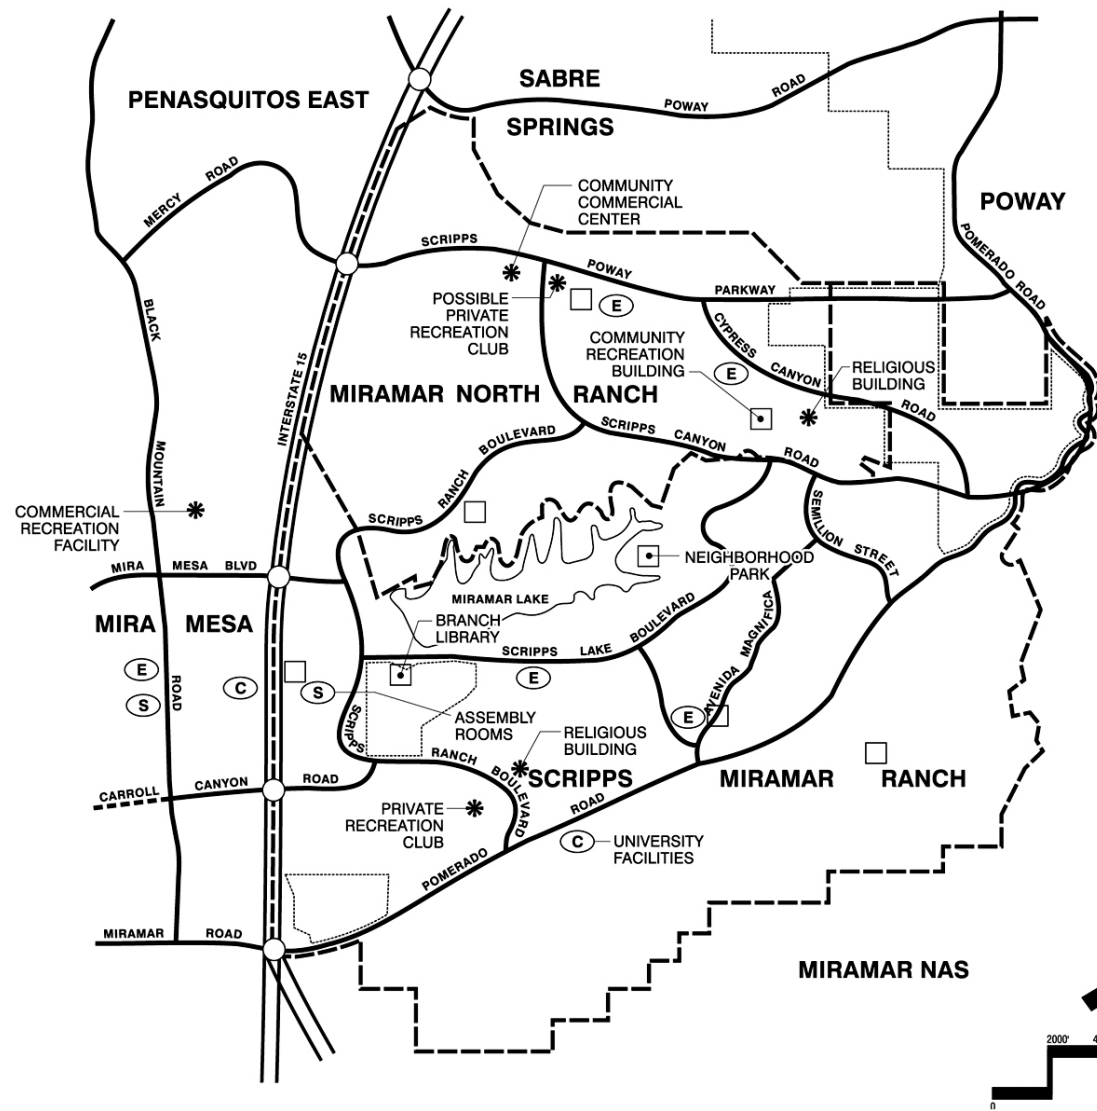 SABRE
SPRINGS
PENASQUITOS EAST
POWAY
ROAD
MERCY
ROAD
COMMUNITY
COMMERCIAL
CENTER
POWAY
SCRIPPS
POWAY
PARKWAY
POMERADO ROAD
BLACK
MOUNTAIN
ROAD
INTERSTATE 15
POSSIBLE
PRIVATE
RECREATION
CLUB
E
COMMUNITY
RECREATION
BUILDING
E
CYPRESS
CANYON
ROAD
RELIGIOUS
BUILDING
MIRAMAR NORTH RANCH
SCRIPPS
CANYON
ROAD
SCRIPPS
RANCH
BOULEVARD
COMMERCIAL
RECREATION
FACILITY
SEMILLION
STREET
NEIGHBORHOOD
PARK
MIRA MESA BLVD
MIRAMAR LAKE
MIRA MESA
BRANCH
LIBRARY
SCRIPPS LAKE
BOULEVARD
AVENIDA
MAGNIFICA
E
S
C
S
E
E
ASSEMBLY
ROOMS
SCRIPPS
RANCH
BOULEVARD
RELIGIOUS
BUILDING
SCRIPPS MIRAMAR RANCH
CARROLL
CANYON
ROAD
PRIVATE
RECREATION
CLUB
POMERADO
ROAD
C
UNIVERSITY
FACILITIES
MIRAMAR
ROAD
MIRAMAR NAS
2000'
4
0